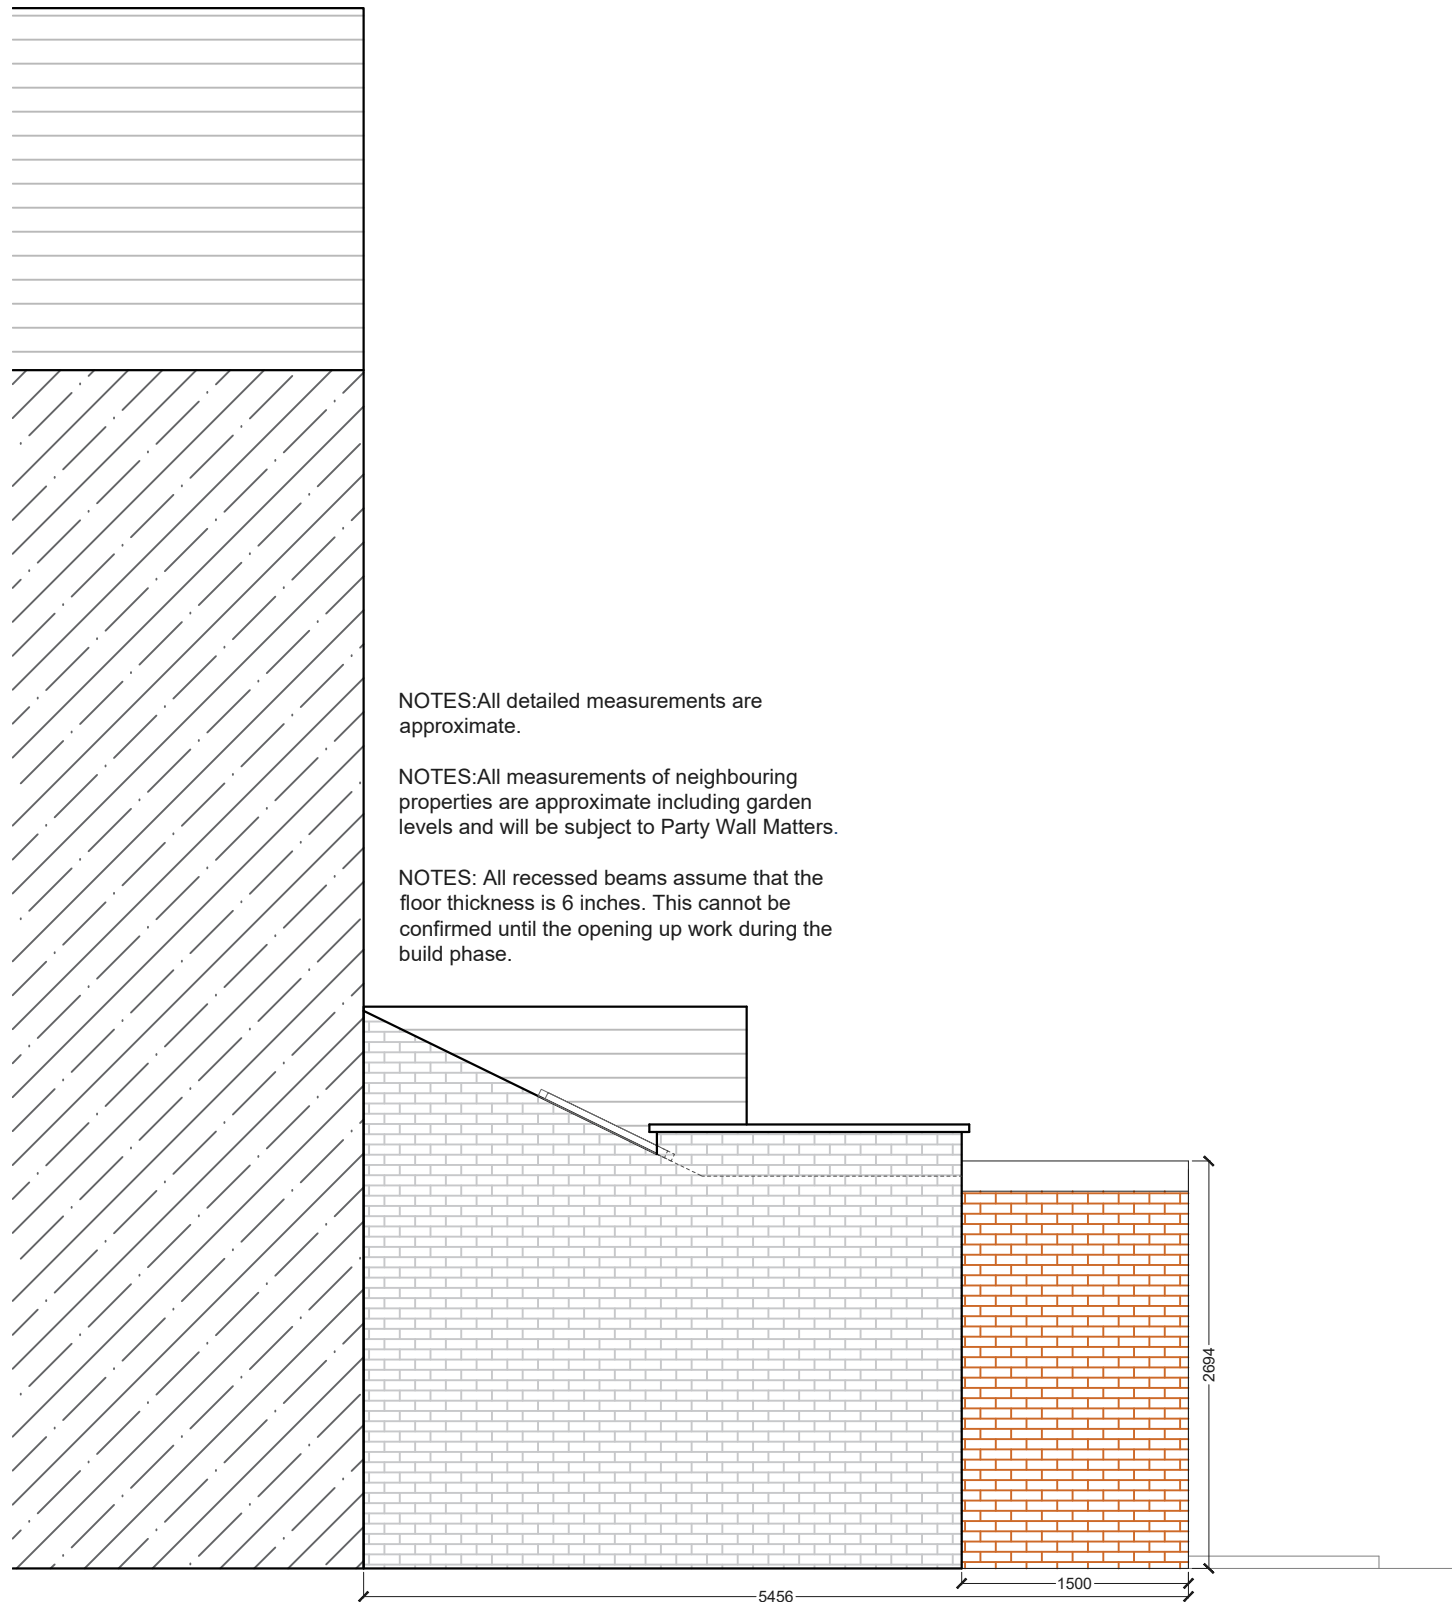 NOTES:All detailed measurements are
approximate.
NOTES:All measurements of neighbouring
properties are approximate including garden
levels and will be subject to Party Wall Matters.
NOTES: All recessed beams assume that the
floor thickness is 6 inches. This cannot be
confirmed until the opening up work during the
build phase.
2694
1500
5456